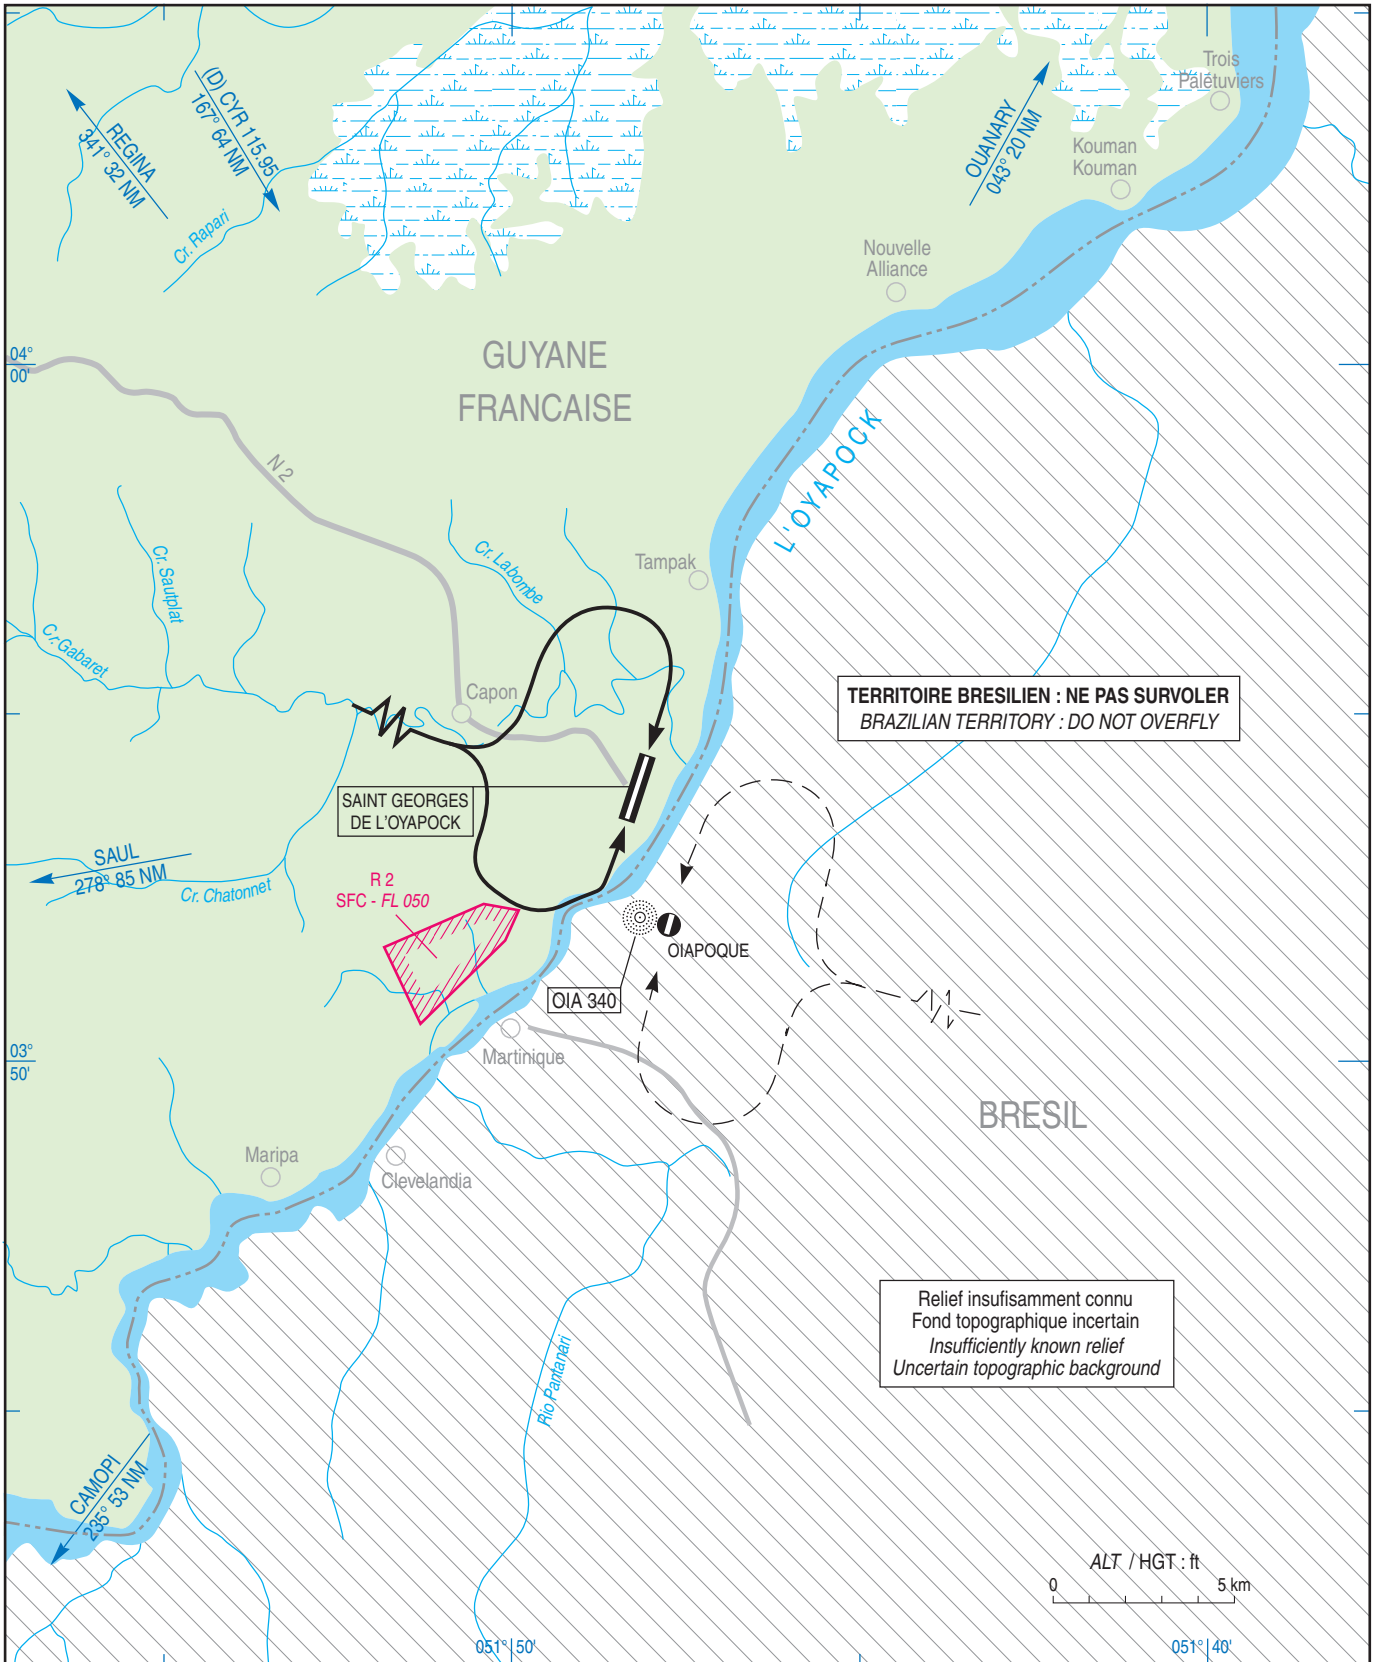 Trois
Palétuviers
(D) CYR 115.95
167° 64 NM
REGINA
341° 32 NM
OUANARY
043° 20 NM
Kouman
Kouman
Cr. Rapari
Nouvelle
Alliance
GUYANE
FRANCAISE
04°
00'
L'OYAPOCK
N 2
Cr. Sautplat
Cr. Labombe
Tampak
Cr. Gabaret
Capon
TERRITOIRE BRESILIEN : NE PAS SURVOLER
BRAZILIAN TERRITORY : DO NOT OVERFLY
SAINT GEORGES
DE L'OYAPOCK
SAUL
278° 85 NM
Cr. Chatonnet
R 2
SFC - FL 050
OIAPOQUE
OIA 340
Martinique
03°
50'
BRESIL
Maripa
Clevelandia
Relief insufisamment connu
Fond topographique incertain
Insufficiently known relief
Uncertain topographic background
Rio Pantanari
CAMOPI
235° 53 NM
ALT / HGT : ft
0 5 km
051° 50'
051° 40'